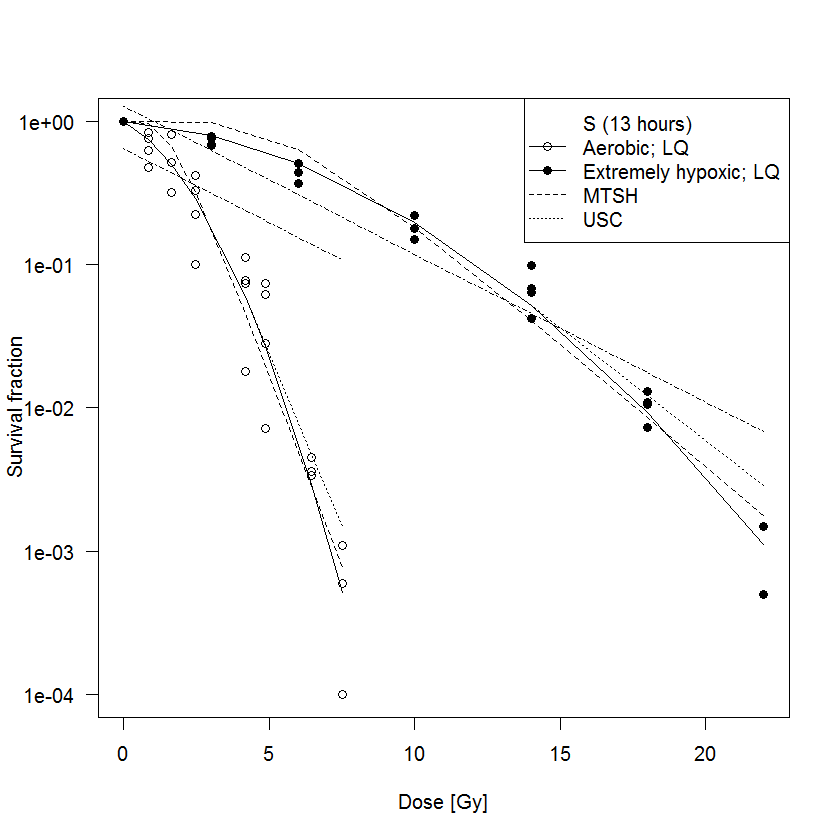 S (13 hours)
Aerobic; LQ
Extremely hypoxic; LQ
MTSH
USC
1e+00
1e-01
1e-02
1e-03
1e-04
Survival fraction
0 5 10 15 20
Dose [Gy]